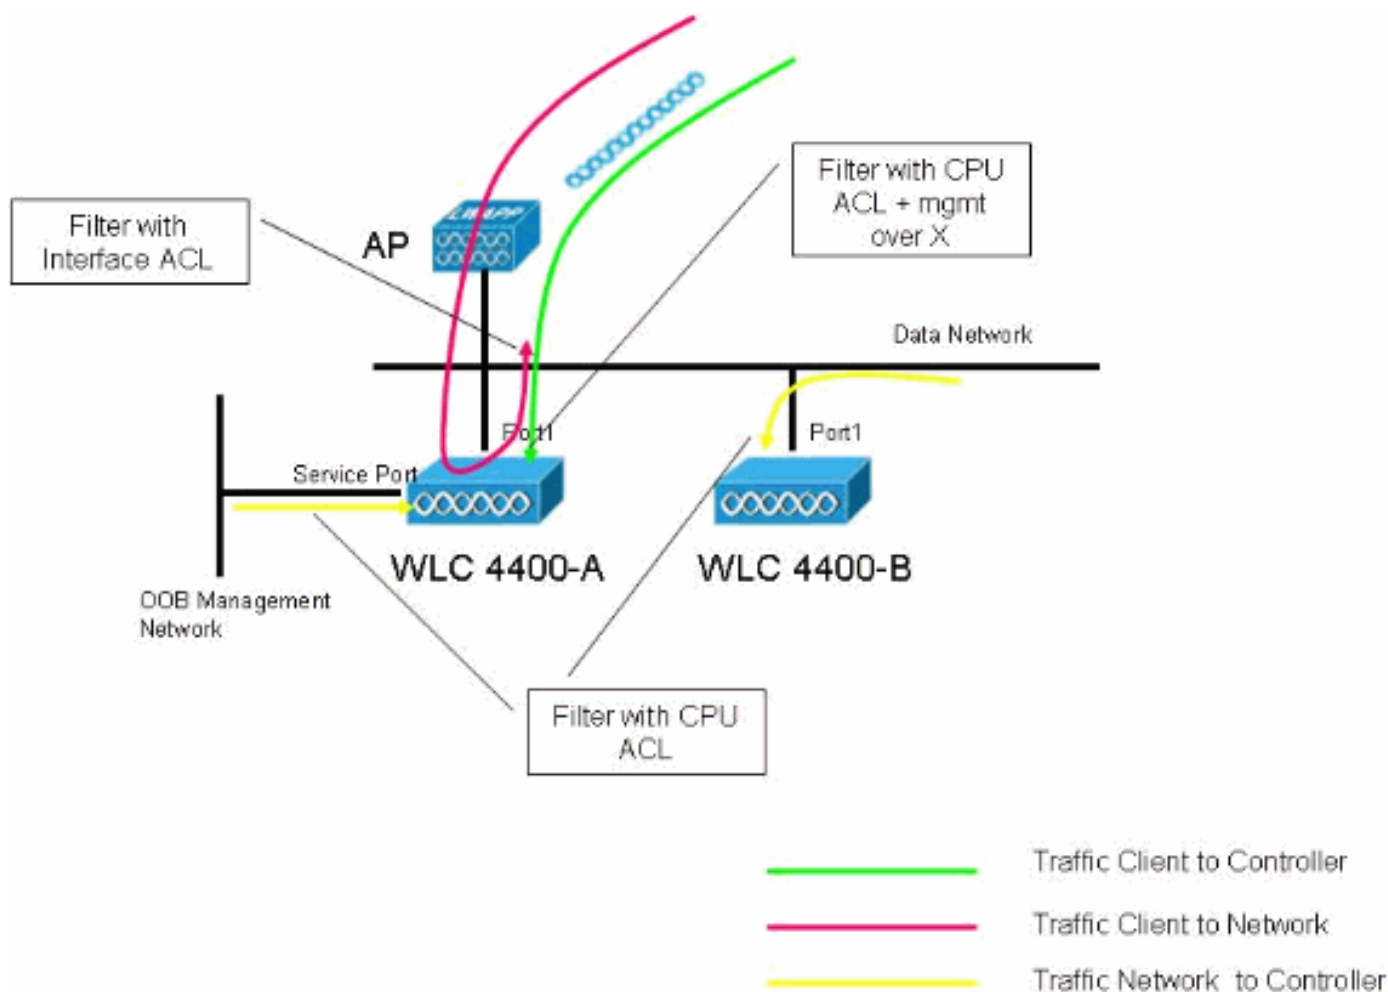 Filter with CPU
ACL + mgmt
over X
Filter with
Interface ACL
LWAPP
AP
Data Network
Port1
Port1
Service Port
WLC 4400-A
WLC 4400-B
OOB Management
Network
Filter with CPU
ACL
Traffic Client to Controller
Traffic Client to Network
Traffic Network to Controller